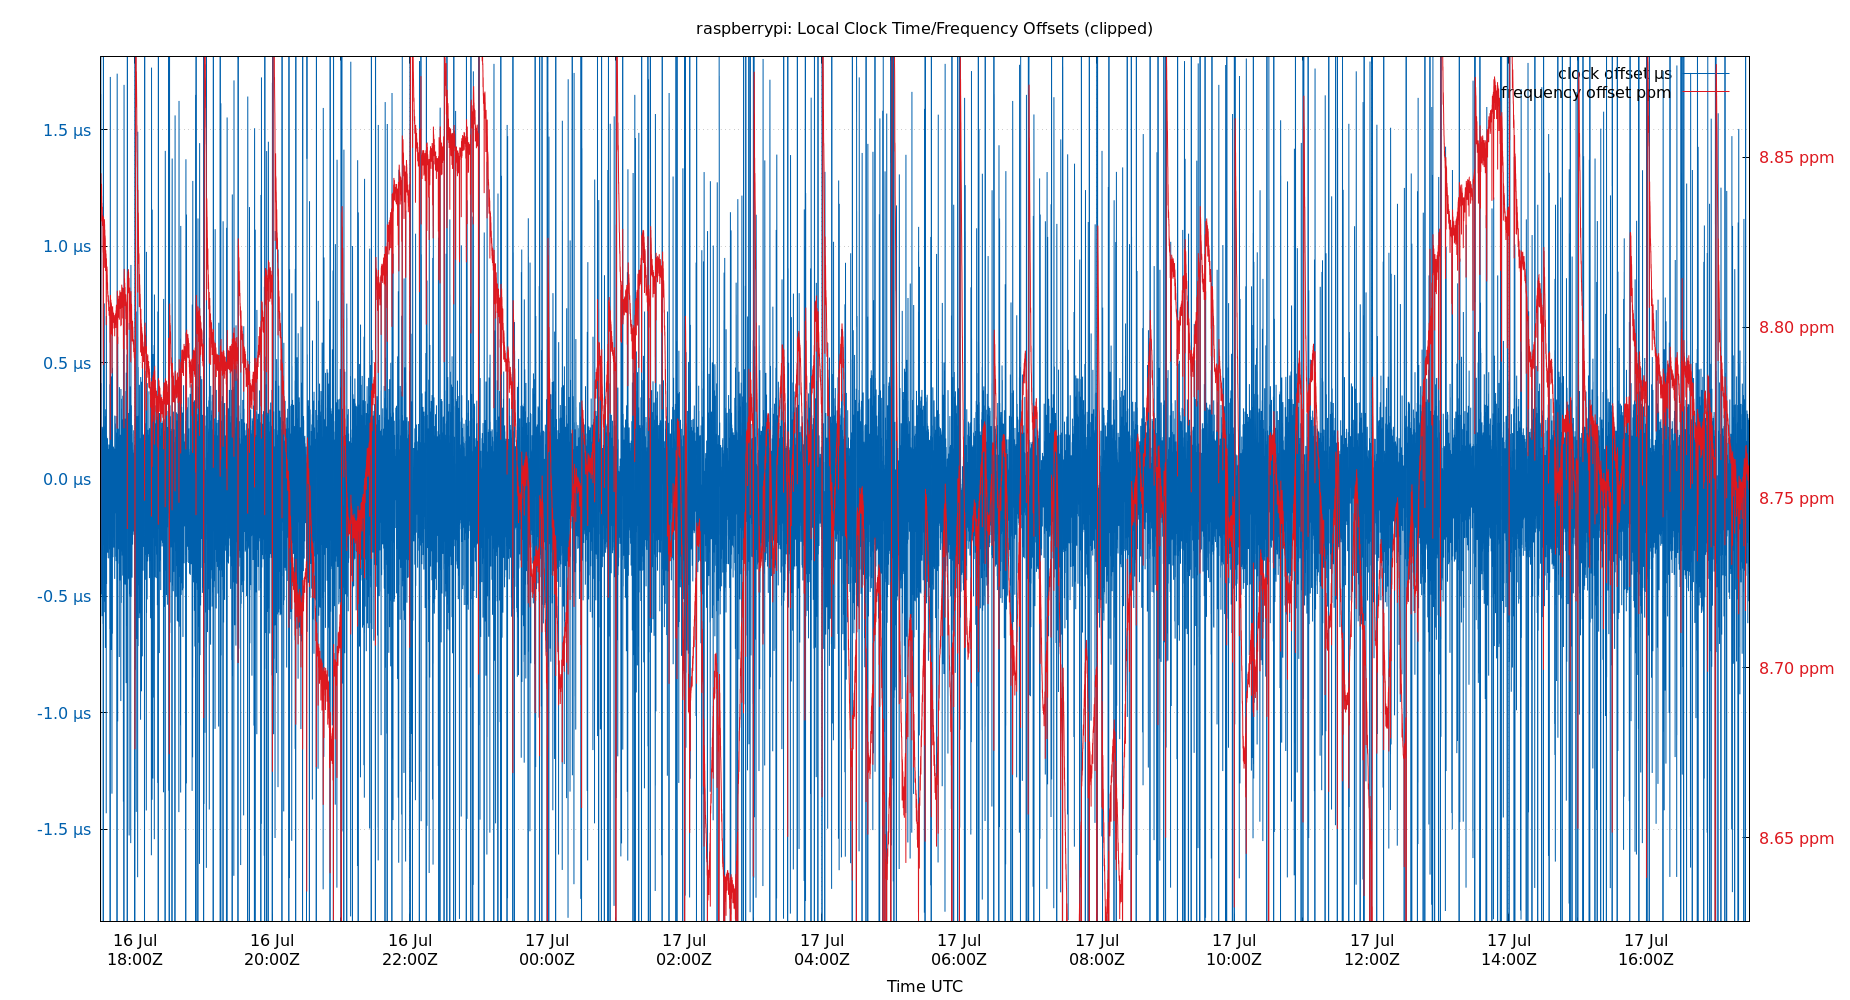 raspberrypi: Local Clock Time/Frequency Offsets (clipped)
clock offset µs
frequency offset ppm
1.5 µs
1.0 µs
0.5 µs
0.0 µs
-0.5 µs
-1.0 µs
-1.5 µs
8.85 ppm
8.80 ppm
8.75 ppm
8.70 ppm
8.65 ppm
16 Jul 16 Jul 16 Jul 17 Jul 17 Jul 17 Jul 17 Jul 17 Jul 17 Jul 17 Jul 17 Jul 17 Jul
18:00Z 20:00Z 22:00Z 00:00Z 02:00Z 04:00Z 06:00Z 08:00Z 10:00Z 12:00Z 14:00Z 16:00Z
Time UTC